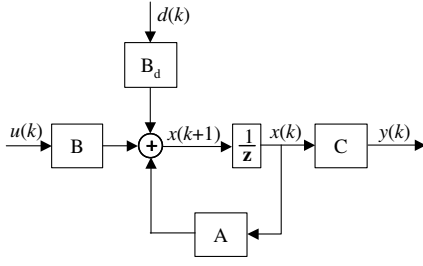 d(k)
B_d
u(k)
B
+
x(k+1)
1/z
x(k)
C
y(k)
A